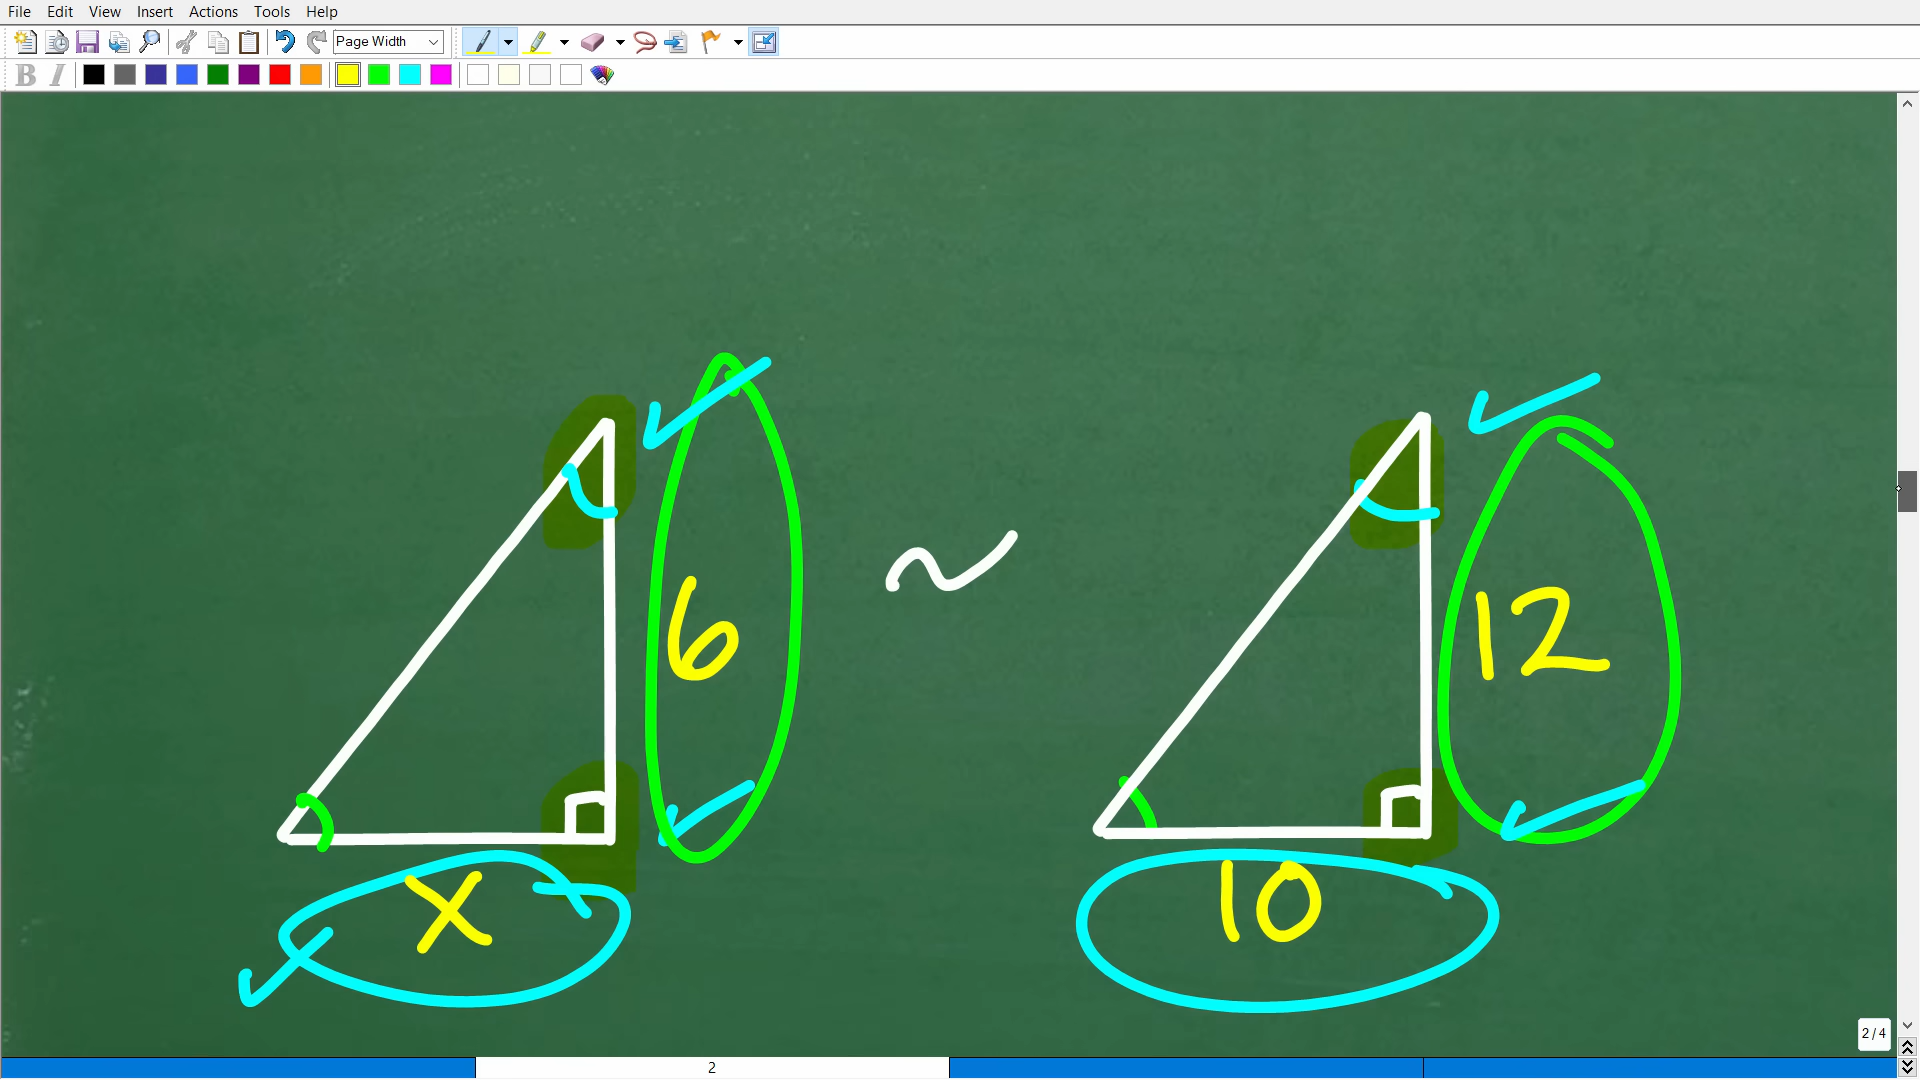 File Edit View Insert Actions Tools Help
Page Width
B I
6 ~ 12
x 10
2 / 4
2